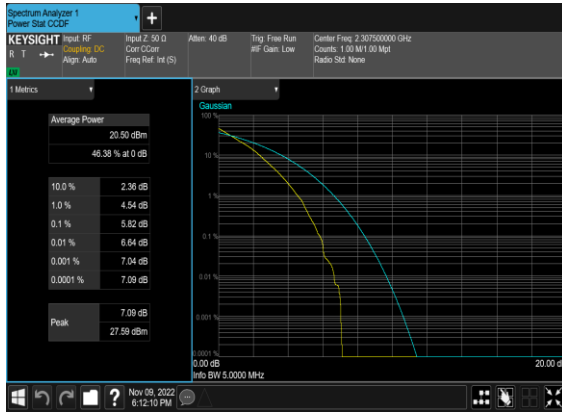 Spectrum Analyzer 1
Power Stat CCDF
+
KEYSIGHT
R T
LXI
Input: RF
Coupling: DC
Align: Auto
Input Z: 50 Ω
Corr CCorr
Freq Ref: Int (S)
Atten: 40 dB
Trig: Free Run
#IF Gain: Low
Center Freq: 2.307500000 GHz
Counts: 1.00 M/1.00 Mpt
Radio Std: None
1 Metrics
Average Power
20.50 dBm
46.38 % at 0 dB
10.0 % 2.36 dB
1.0 % 4.54 dB
0.1 % 5.82 dB
0.01 % 6.64 dB
0.001 % 7.04 dB
0.0001 % 7.09 dB
Peak 7.09 dB
27.59 dBm
2 Graph
Gaussian
100 %
10 %
1 %
0.1 %
0.01 %
0.001 %
0.0001 %
0.00 dB 20.00 d
Info BW 5.0000 MHz
?
Nov 09, 2022
6:12:10 PM